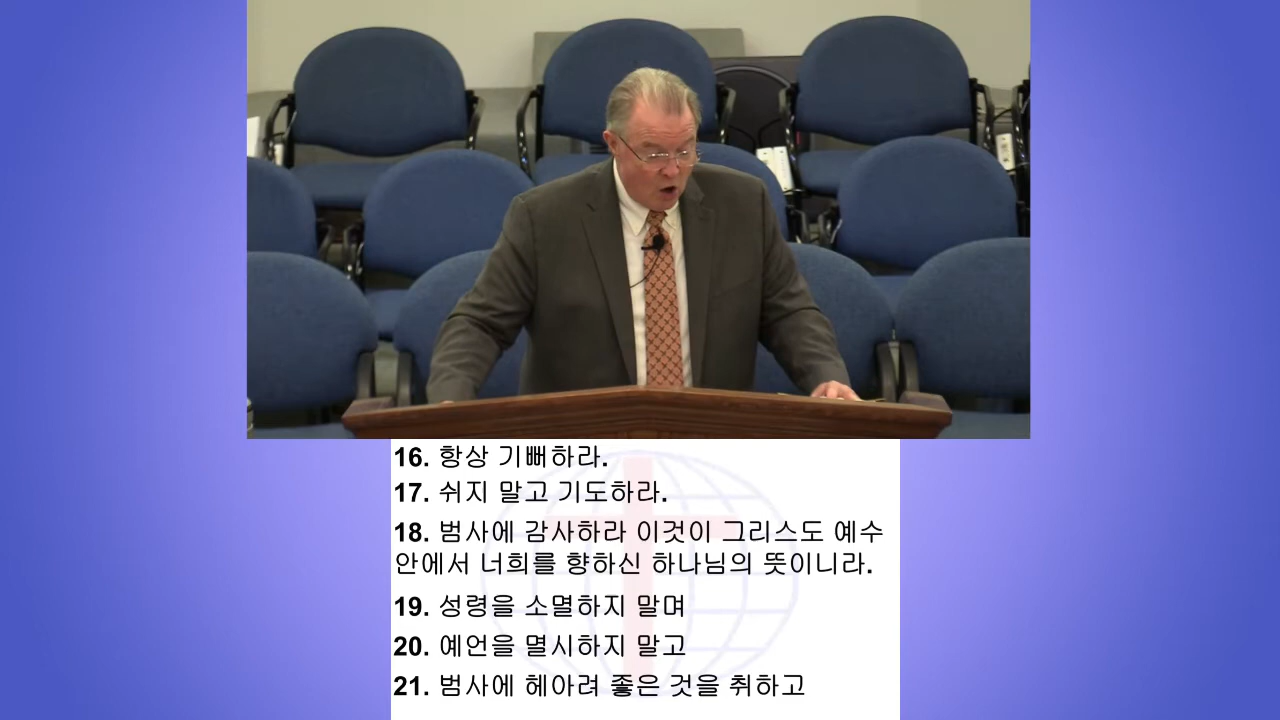 16. 항상 기뻐하라.
17. 쉬지 말고 기도하라.
18. 범사에 감사하라 이것이 그리스도 예수
안에서 너희를 향하신 하나님의 뜻이니라.
19. 성령을 소멸하지 말며
20. 예언을 멸시하지 말고
21. 범사에 헤아려 좋은 것을 취하고